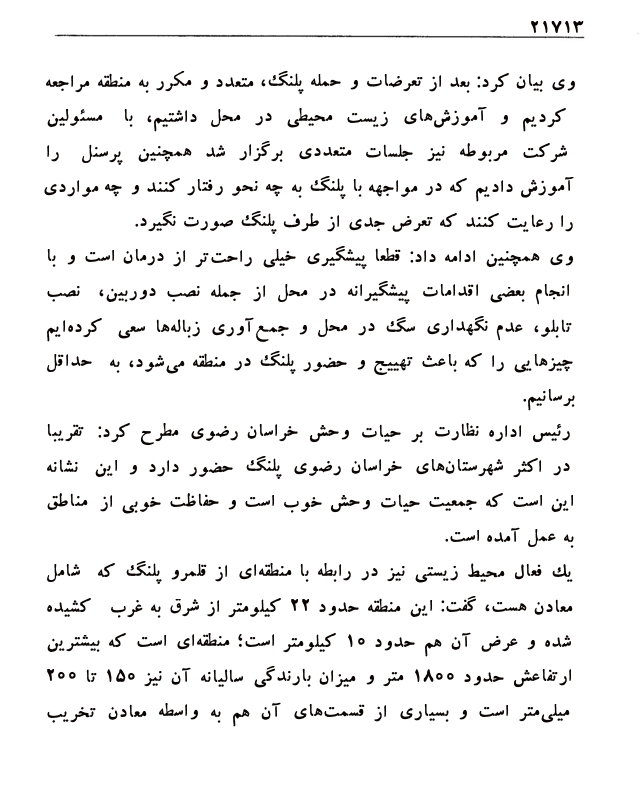 ۲۱۷۱۳
وی بیان کرد: بعد از تعرضات و حمله پلنگ، متعدد و مکرر به منطقه مراجعه
کردیم و آموزش‌های زیست محیطی در محل داشتیم، با مسئولین
شرکت مربوطه نیز جلسات متعددی برگزار شد همچنین پرسنل را
آموزش دادیم که در مواجهه با پلنگ به چه نحو رفتار کنند و چه مواردی
را رعایت کنند که تعرض جدی از طرف پلنگ صورت نگیرد.
وی همچنین ادامه داد: قطعا پیشگیری خیلی راحت‌تر از درمان است و با
انجام بعضی اقدامات پیشگیرانه در محل از جمله نصب دوربین، نصب
تابلو، عدم نگهداری سگ در محل و جمع‌آوری زباله‌ها سعی کرده‌ایم
چیزهایی را که باعث تهییج و حضور پلنگ در منطقه می‌شود، به حداقل
برسانیم.
رئیس اداره نظارت بر حیات وحش خراسان رضوی مطرح کرد: تقریبا
در اکثر شهرستان‌های خراسان رضوی پلنگ حضور دارد و این نشانه
این است که جمعیت حیات وحش خوب است و حفاظت خوبی از مناطق
به عمل آمده است.
یك فعال محیط زیستی نیز در رابطه با منطقه‌ای از قلمرو پلنگ که شامل
معادن هست، گفت: این منطقه حدود ۲۲ کیلومتر از شرق به غرب کشیده
شده و عرض آن هم حدود ۱۰ کیلومتر است؛ منطقه‌ای است که بیشترین
ارتفاعش حدود ۱۸۰۰ متر و میزان بارندگی سالیانه آن نیز ۱۵۰ تا ۲۰۰
میلی‌متر است و بسیاری از قسمت‌های آن هم به واسطه معادن تخریب